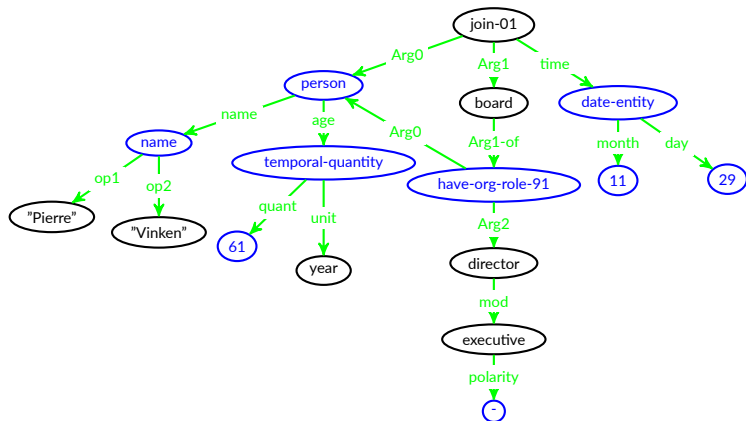 join-01
Arg0
Arg1
time
person
board
date-entity
name
age
Arg0
Arg1-of
month
day
name
temporal-quantity
have-org-role-91
11
29
op1
op2
quant
unit
Arg2
”Pierre”
”Vinken”
61
year
director
mod
executive
polarity
-